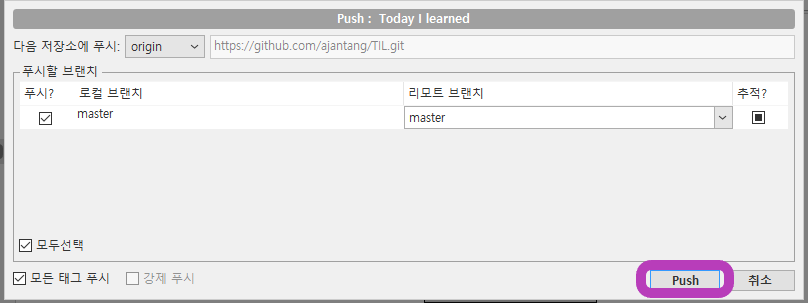 Push : Today I learned
다음 저장소에 푸시: origin https://github.com/ajantang/TIL.git
푸시할 브랜치
푸시? 로컬 브랜치 리모트 브랜치 추적?
master master
모두선택
모든 태그 푸시 강제 푸시 Push 취소